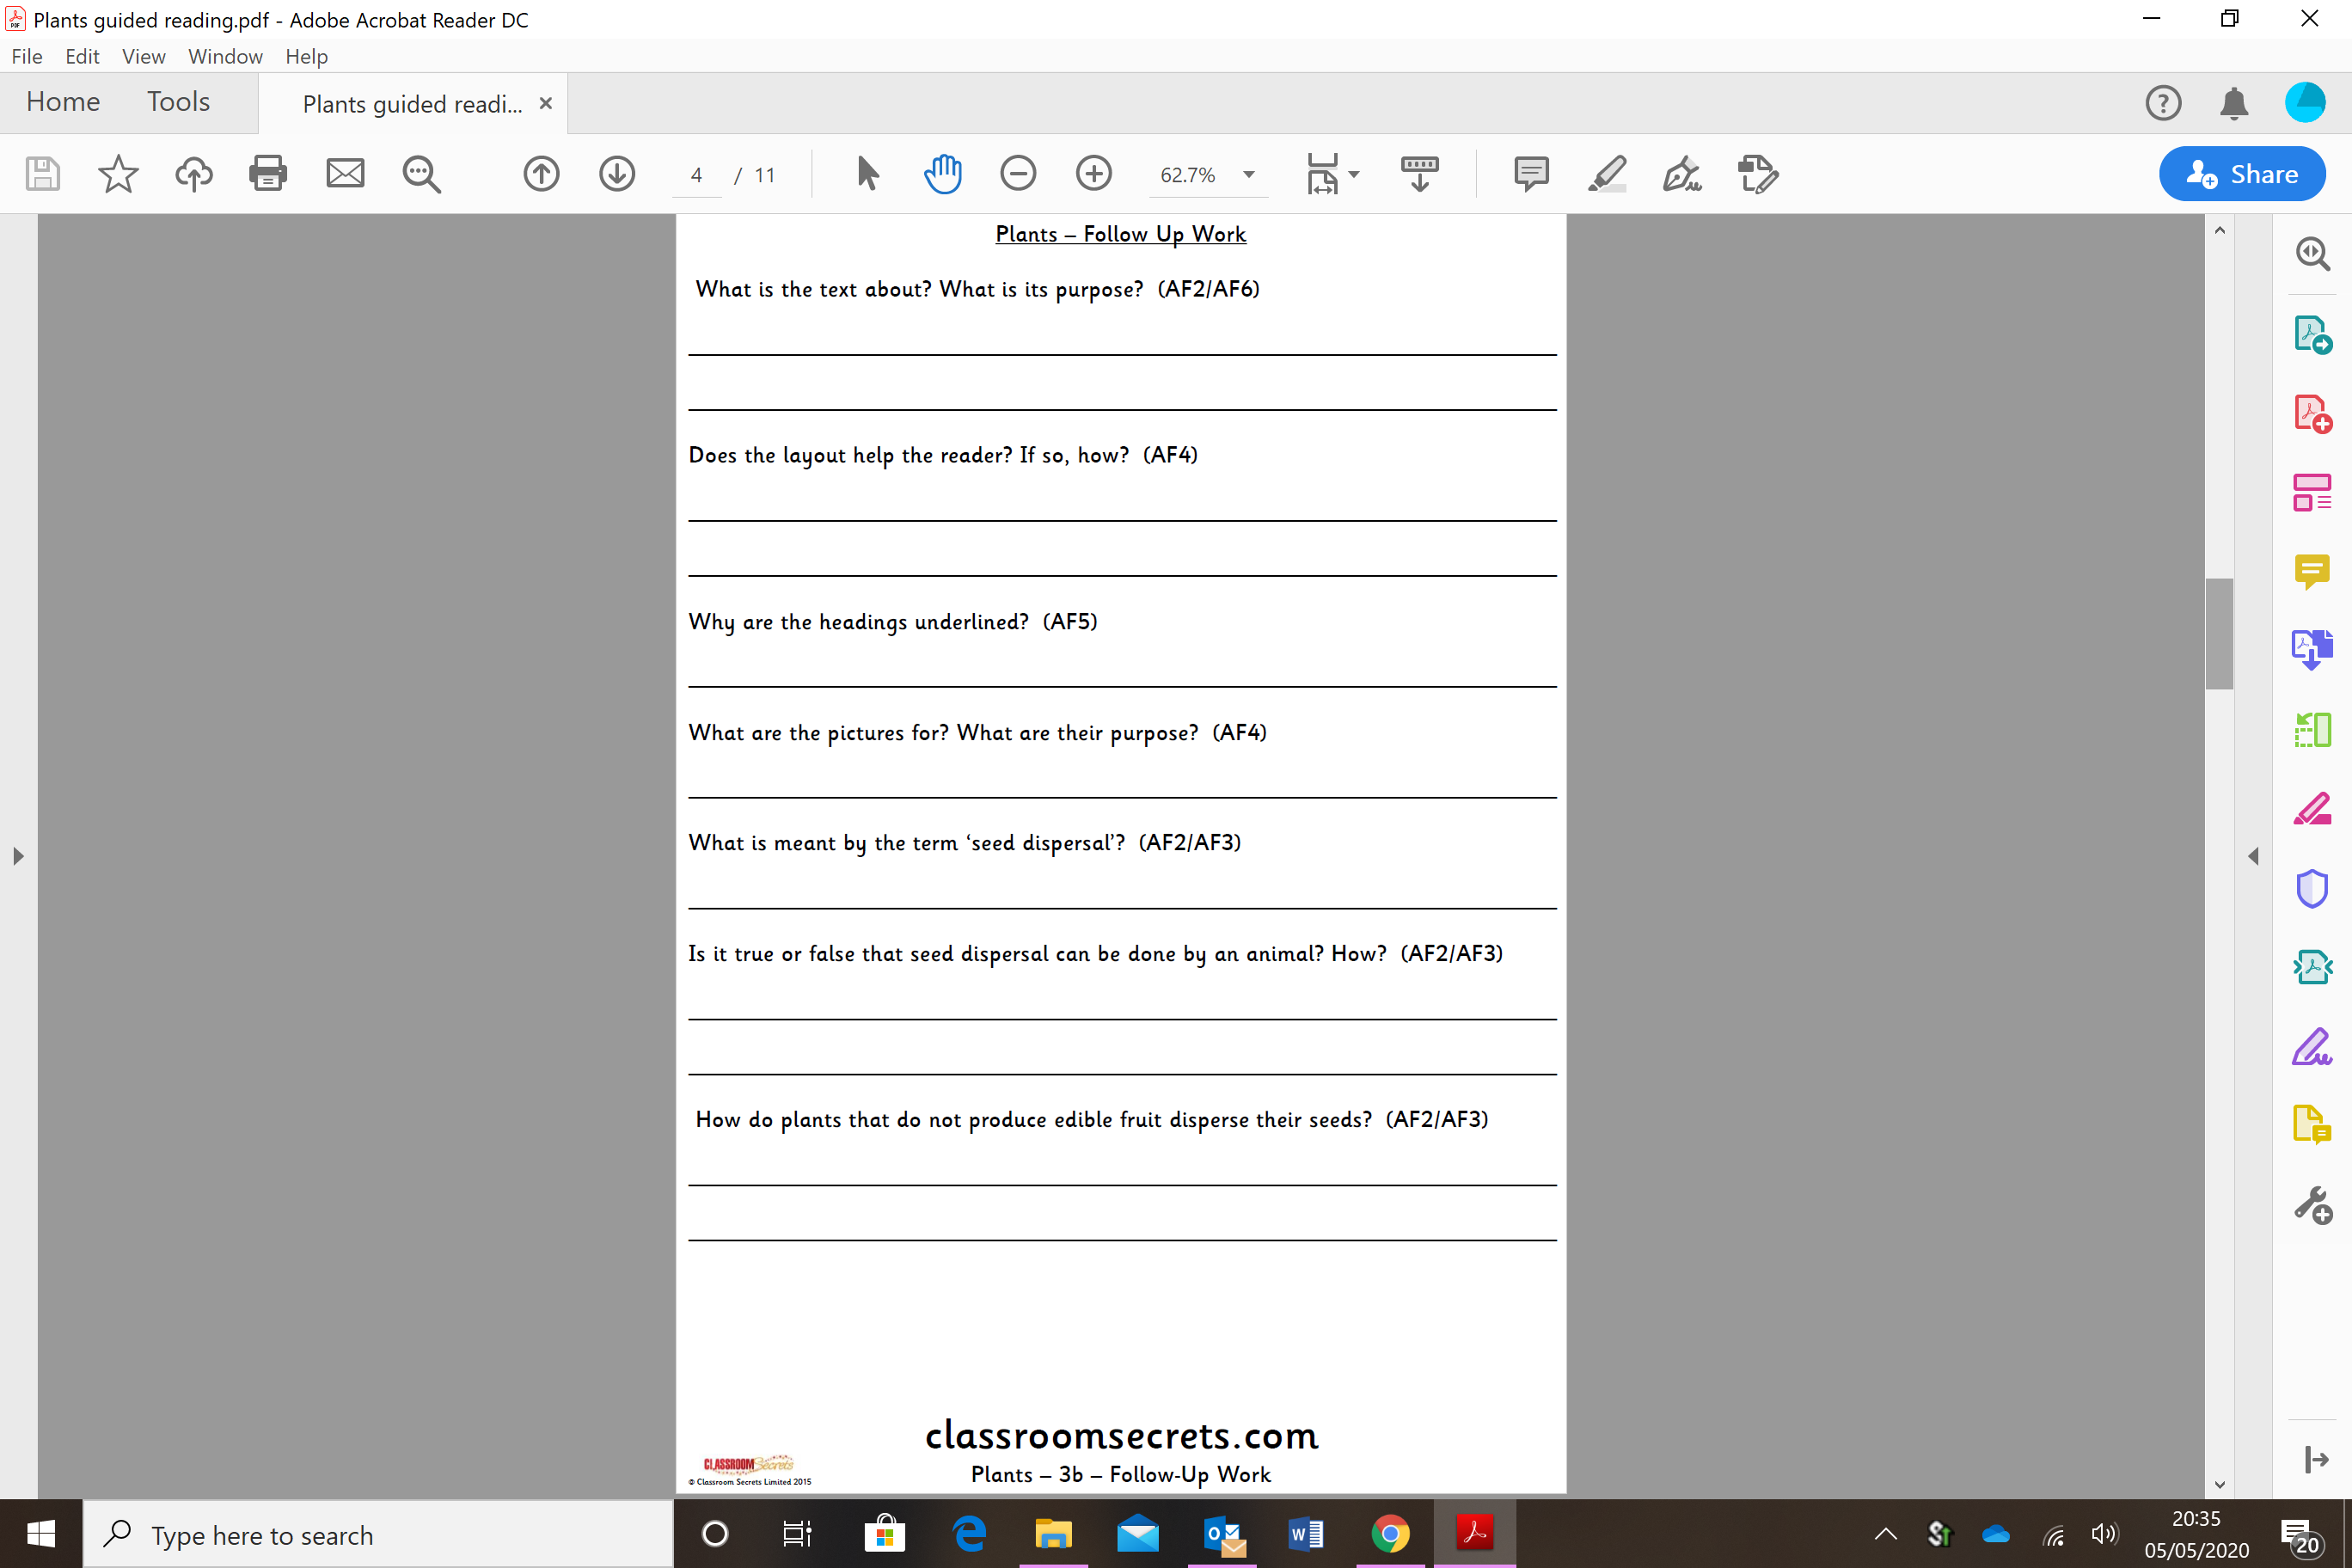 Plants guided reading.pdf - Adobe Acrobat Reader DC
File Edit View Window Help
Home Tools Plants guided readi... ×
4 / 11 62.7% Share
Plants – Follow Up Work
What is the text about? What is its purpose? (AF2/AF6)
Does the layout help the reader? If so, how? (AF4)
Why are the headings underlined? (AF5)
What are the pictures for? What are their purpose? (AF4)
What is meant by the term ‘seed dispersal’? (AF2/AF3)
Is it true or false that seed dispersal can be done by an animal? How? (AF2/AF3)
How do plants that do not produce edible fruit disperse their seeds? (AF2/AF3)
classroomsecrets.com
CLASSROOM Secrets
© Classroom Secrets Limited 2015
Plants – 3b – Follow-Up Work
Type here to search
20:35
05/05/2020
20